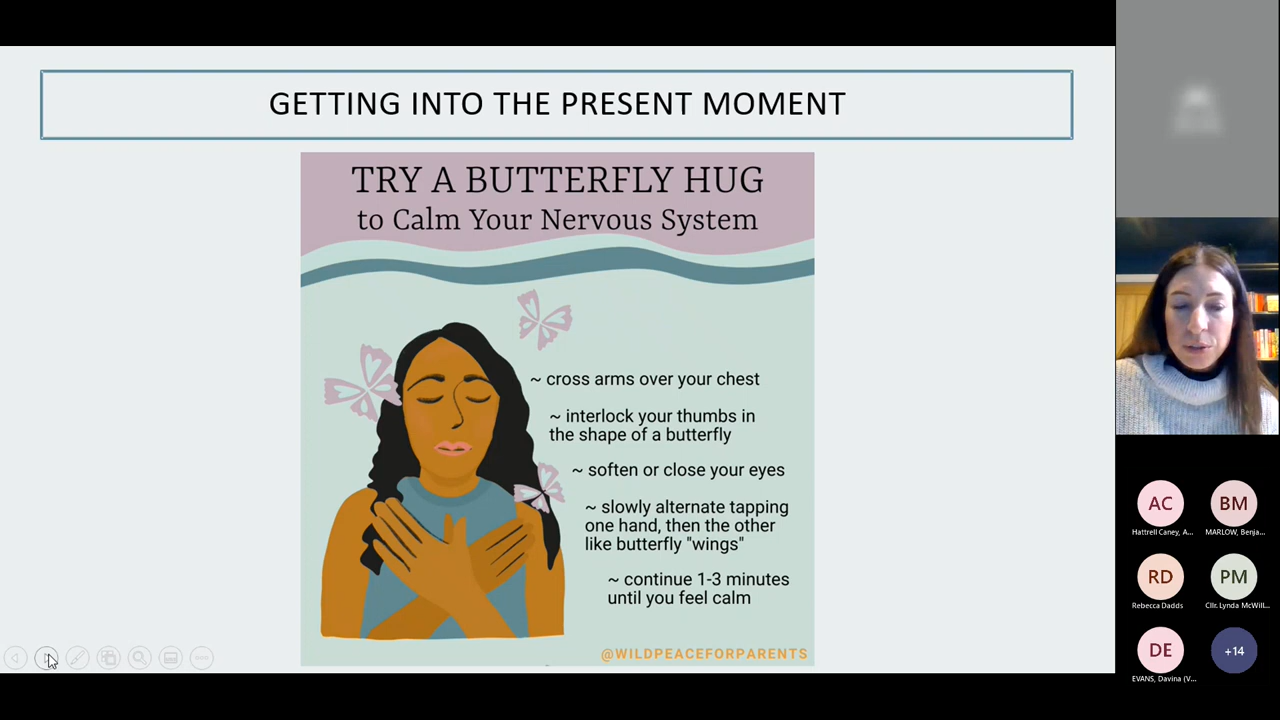 GETTING INTO THE PRESENT MOMENT
TRY A BUTTERFLY HUG
to Calm Your Nervous System
~ cross arms over your chest
~ interlock your thumbs in
the shape of a butterfly
~ soften or close your eyes
~ slowly alternate tapping
one hand, then the other
like butterfly "wings"
~ continue 1-3 minutes
until you feel calm
@WILDPEACEFORPARENTS
AC
BM
Hattrell Caney, A...
MARLOW, Benja...
RD
PM
Rebecca Dadds
Cllr. Lynda McWill...
DE
+14
EVANS, Davina (V...